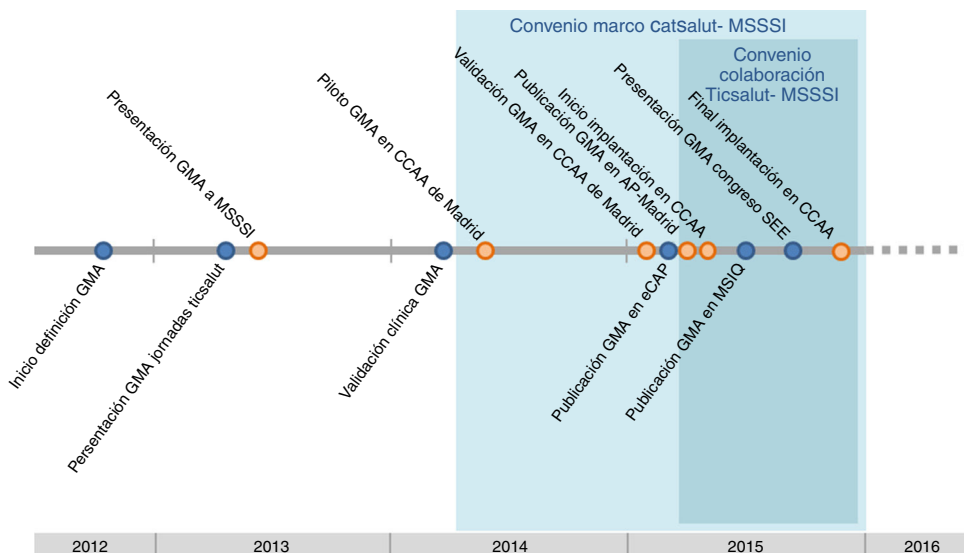 Convenio marco catsalut- MSSSI
Convenio
colaboración
Ticsalut- MSSSI
Presentación GMA a MSSSI
Piloto GMA en CCAA de Madrid
Validación GMA en CCAA de Madrid
Publicación GMA en AP-Madrid
Inicio implantación en CCAA
Presentación GMA congreso SEE
Final implantación en CCAA
Inicio definición GMA
Persentación GMA jornadas ticsalut
Validación clínica GMA
Publicación GMA en eCAP
Publicación GMA en MSIQ
2012
2013
2014
2015
2016